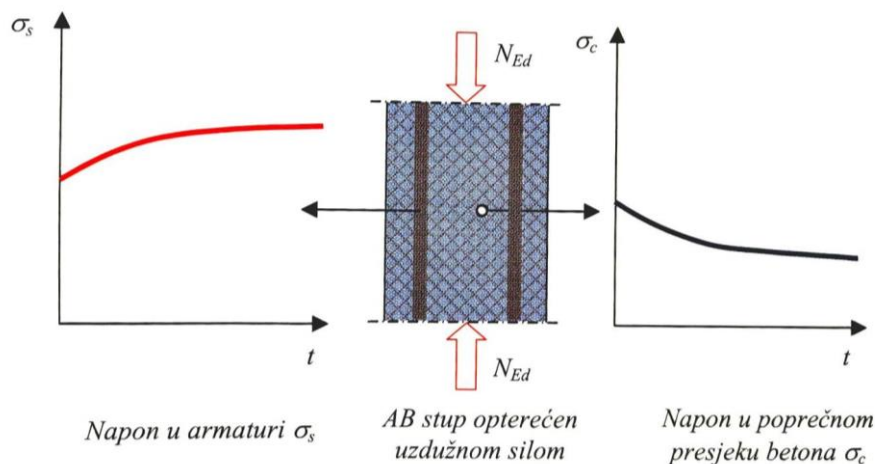 σs
NEd
σc
t
NEd
t
Napon u armaturi σs
AB stup opterećen
uzdužnom silom
Napon u poprečnom
presjeku betona σc